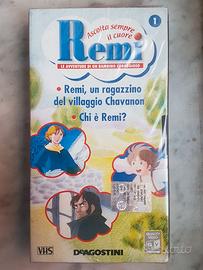 Ascolta sempre
il cuore
1
Remi
LE AVVENTURE DI UN BAMBINO CORAGGIOSO
• Remi, un ragazzino
del villaggio Chavanon
• Chi è Remi?
VHS
DEAGOSTINI
subito